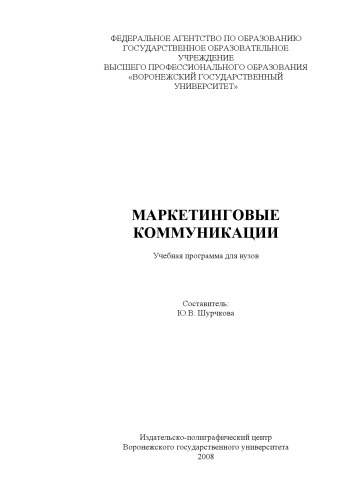 ФЕДЕРАЛЬНОЕ АГЕНТСТВО ПО ОБРАЗОВАНИЮ
ГОСУДАРСТВЕННОЕ ОБРАЗОВАТЕЛЬНОЕ
УЧРЕЖДЕНИЕ
ВЫСШЕГО ПРОФЕССИОНАЛЬНОГО ОБРАЗОВАНИЯ
«ВОРОНЕЖСКИЙ ГОСУДАРСТВЕННЫЙ
УНИВЕРСИТЕТ»
МАРКЕТИНГОВЫЕ
КОММУНИКАЦИИ
Учебная программа для вузов
Составитель:
Ю.В. Шурчкова
Издательско-полиграфический центр
Воронежского государственного университета
2008